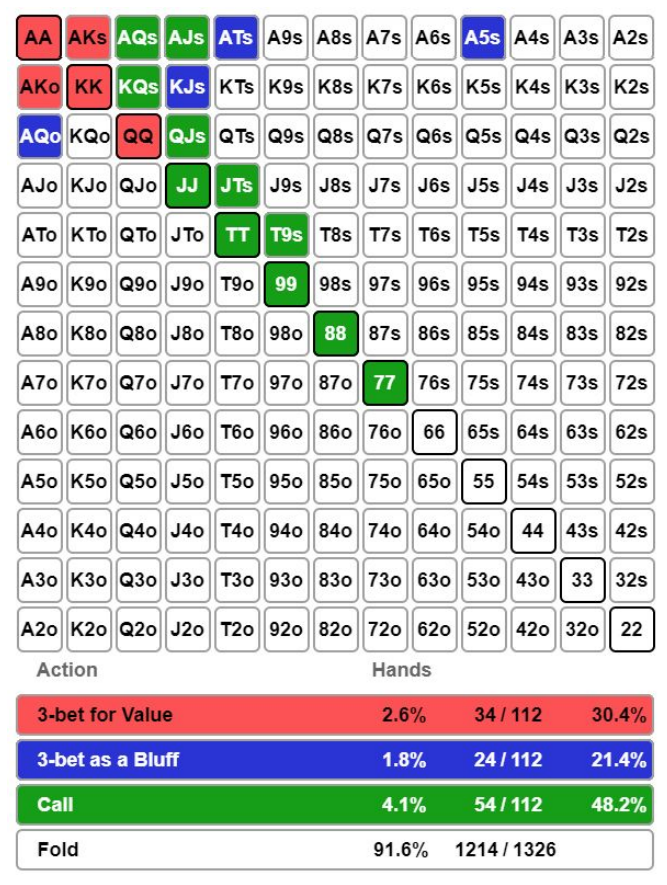 AA AKs AQs AJs ATs A9s A8s A7s A6s A5s A4s A3s A2s
AKo KK KQs KJs KTs K9s K8s K7s K6s K5s K4s K3s K2s
AQo KQo QQ QJs QTs Q9s Q8s Q7s Q6s Q5s Q4s Q3s Q2s
AJo KJo QJo JJ JTs J9s J8s J7s J6s J5s J4s J3s J2s
ATo KTo QTo JTo TT T9s T8s T7s T6s T5s T4s T3s T2s
A9o K9o Q9o J9o T9o 99 98s 97s 96s 95s 94s 93s 92s
A8o K8o Q8o J8o T8o 98o 88 87s 86s 85s 84s 83s 82s
A7o K7o Q7o J7o T7o 97o 87o 77 76s 75s 74s 73s 72s
A6o K6o Q6o J6o T6o 96o 86o 76o 66 65s 64s 63s 62s
A5o K5o Q5o J5o T5o 95o 85o 75o 65o 55 54s 53s 52s
A4o K4o Q4o J4o T4o 94o 84o 74o 64o 54o 44 43s 42s
A3o K3o Q3o J3o T3o 93o 83o 73o 63o 53o 43o 33 32s
A2o K2o Q2o J2o T2o 92o 82o 72o 62o 52o 42o 32o 22
Action Hands
3-bet for Value 2.6% 34 / 112 30.4%
3-bet as a Bluff 1.8% 24 / 112 21.4%
Call 4.1% 54 / 112 48.2%
Fold 91.6% 1214 / 1326